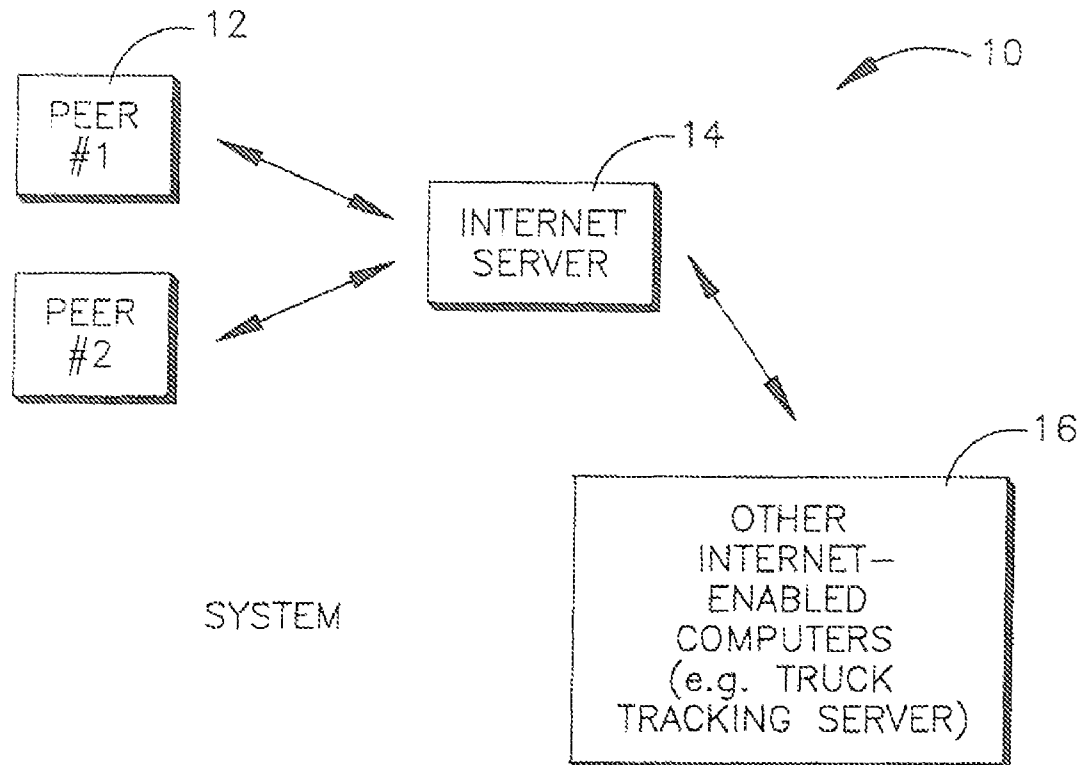 12
10
PEER
#1
14
INTERNET
SERVER
PEER
#2
16
OTHER
INTERNET-
ENABLED
COMPUTERS
(e.g. TRUCK
TRACKING SERVER)
SYSTEM